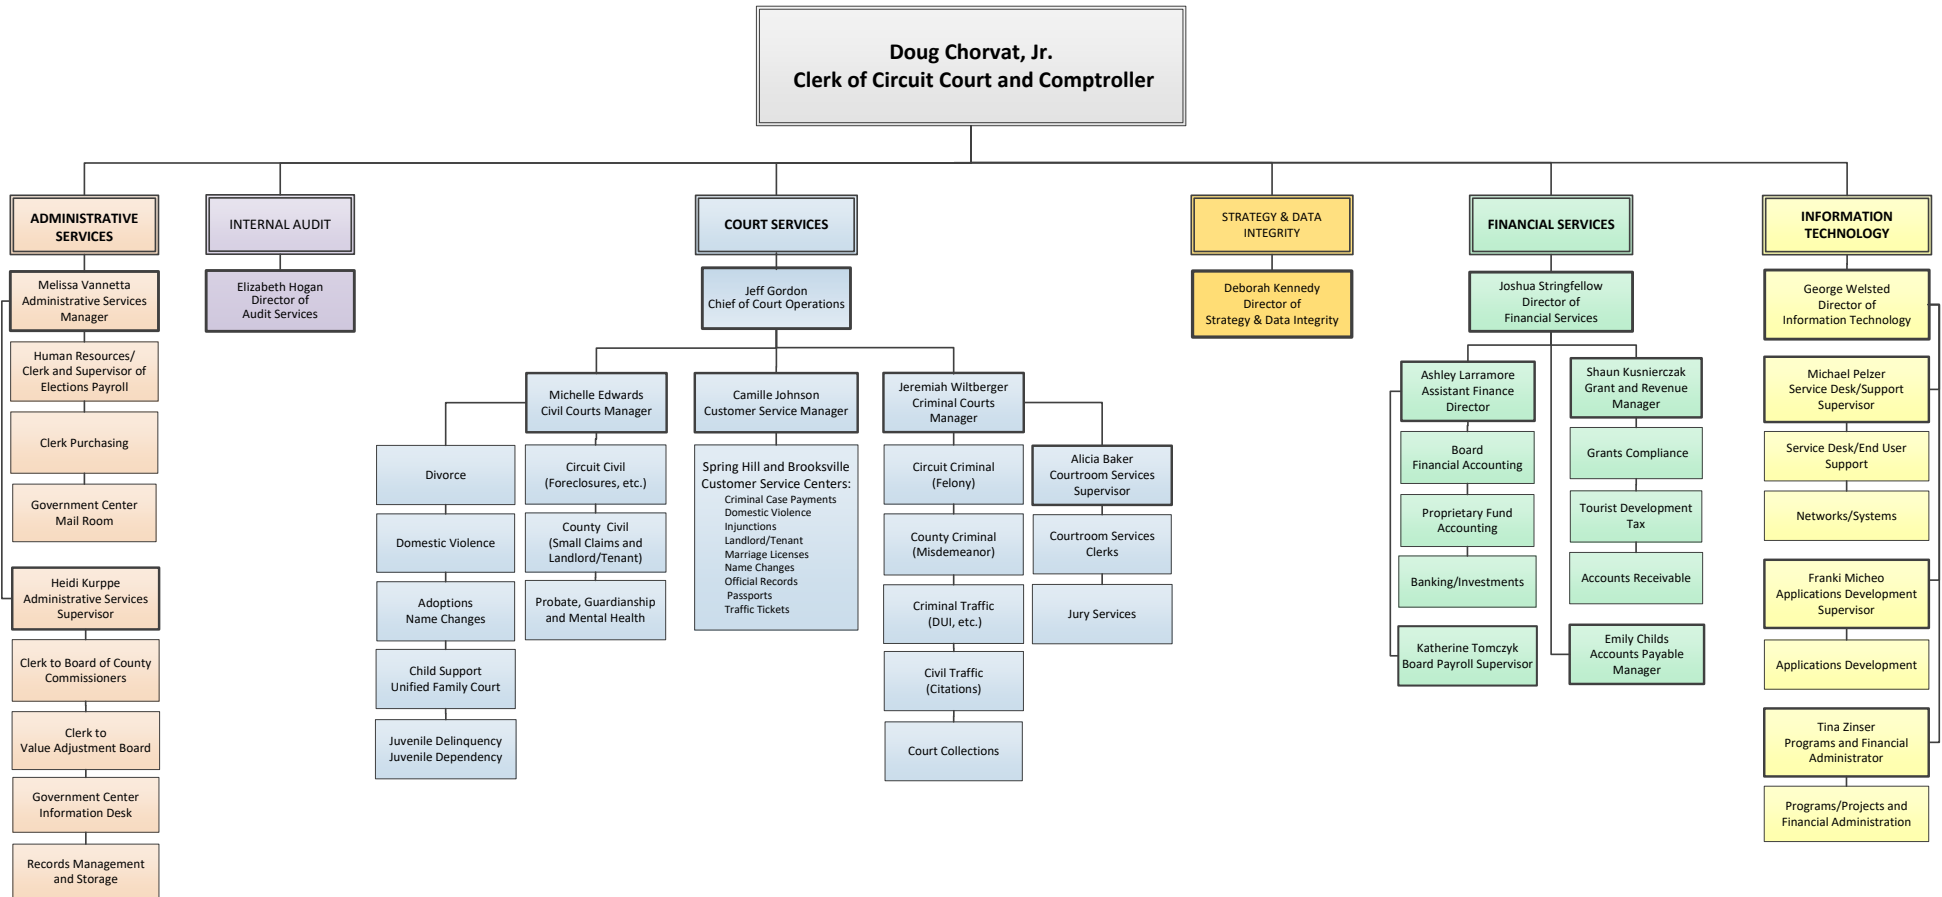 Doug Chorvat, Jr.
Clerk of Circuit Court and Comptroller
ADMINISTRATIVE
SERVICES
Melissa Vannetta
Administrative Services
Manager
Human Resources/
Clerk and Supervisor of
Elections Payroll
Clerk Purchasing
Government Center
Mail Room
Heidi Kurppe
Administrative Services
Supervisor
Clerk to Board of County
Commissioners
Clerk to
Value Adjustment Board
Government Center
Information Desk
Records Management
and Storage
INTERNAL AUDIT
Elizabeth Hogan
Director of
Audit Services
COURT SERVICES
Jeff Gordon
Chief of Court Operations
Michelle Edwards
Civil Courts Manager
Divorce
Domestic Violence
Adoptions
Name Changes
Child Support
Unified Family Court
Juvenile Delinquency
Juvenile Dependency
Circuit Civil
(Foreclosures, etc.)
County Civil
(Small Claims and
Landlord/Tenant)
Probate, Guardianship
and Mental Health
Camille Johnson
Customer Service Manager
Spring Hill and Brooksville
Customer Service Centers:
Criminal Case Payments
Domestic Violence
Injunctions
Landlord/Tenant
Marriage Licenses
Name Changes
Official Records
Passports
Traffic Tickets
Jeremiah Wiltberger
Criminal Courts
Manager
Circuit Criminal
(Felony)
County Criminal
(Misdemeanor)
Criminal Traffic
(DUI, etc.)
Civil Traffic
(Citations)
Court Collections
Alicia Baker
Courtroom Services
Supervisor
Courtroom Services
Clerks
Jury Services
STRATEGY & DATA
INTEGRITY
Deborah Kennedy
Director of
Strategy & Data Integrity
FINANCIAL SERVICES
Joshua Stringfellow
Director of
Financial Services
Ashley Larramore
Assistant Finance
Director
Board
Financial Accounting
Proprietary Fund
Accounting
Banking/Investments
Katherine Tomczyk
Board Payroll Supervisor
Shaun Kusnierczak
Grant and Revenue
Manager
Grants Compliance
Tourist Development
Tax
Accounts Receivable
Emily Childs
Accounts Payable
Manager
INFORMATION
TECHNOLOGY
George Welsted
Director of
Information Technology
Michael Pelzer
Service Desk/Support
Supervisor
Service Desk/End User
Support
Networks/Systems
Franki Micheo
Applications Development
Supervisor
Applications Development
Tina Zinser
Programs and Financial
Administrator
Programs/Projects and
Financial Administration